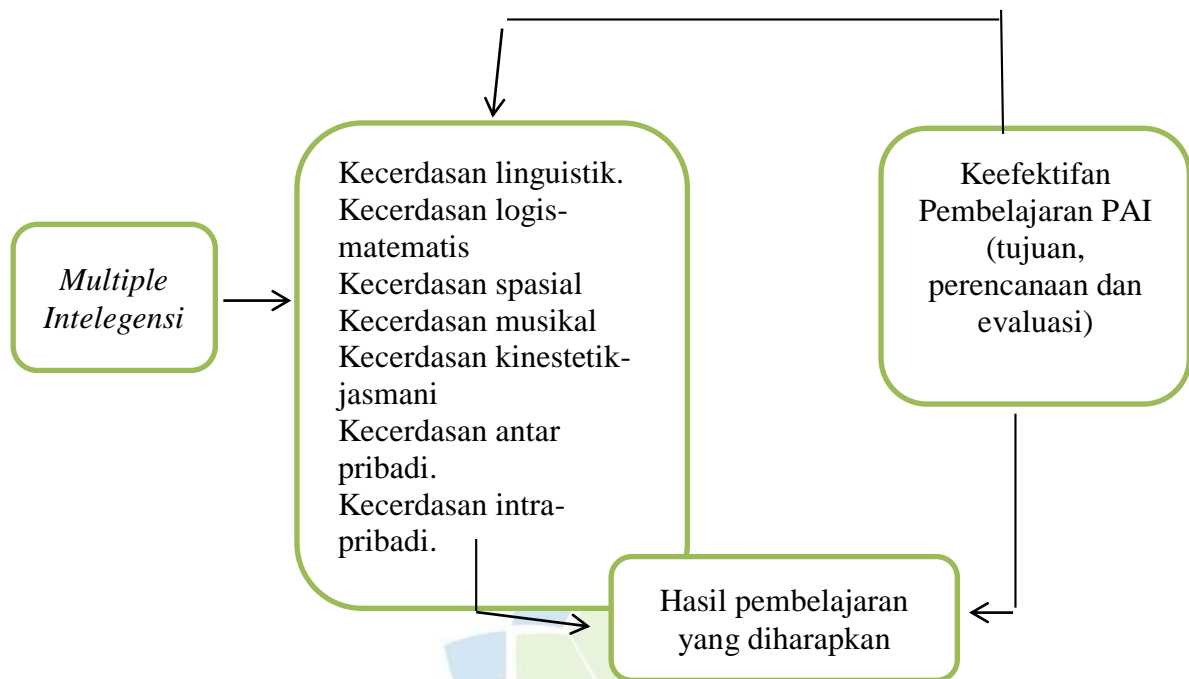 Multiple
Intelegensi
Kecerdasan linguistik.
Kecerdasan logis-
matematis
Kecerdasan spasial
Kecerdasan musikal
Kecerdasan kinestetik-
jasmani
Kecerdasan antar
pribadi.
Kecerdasan intra-
pribadi.
Keefektifan
Pembelajaran PAI
(tujuan,
perencanaan dan
evaluasi)
Hasil pembelajaran
yang diharapkan